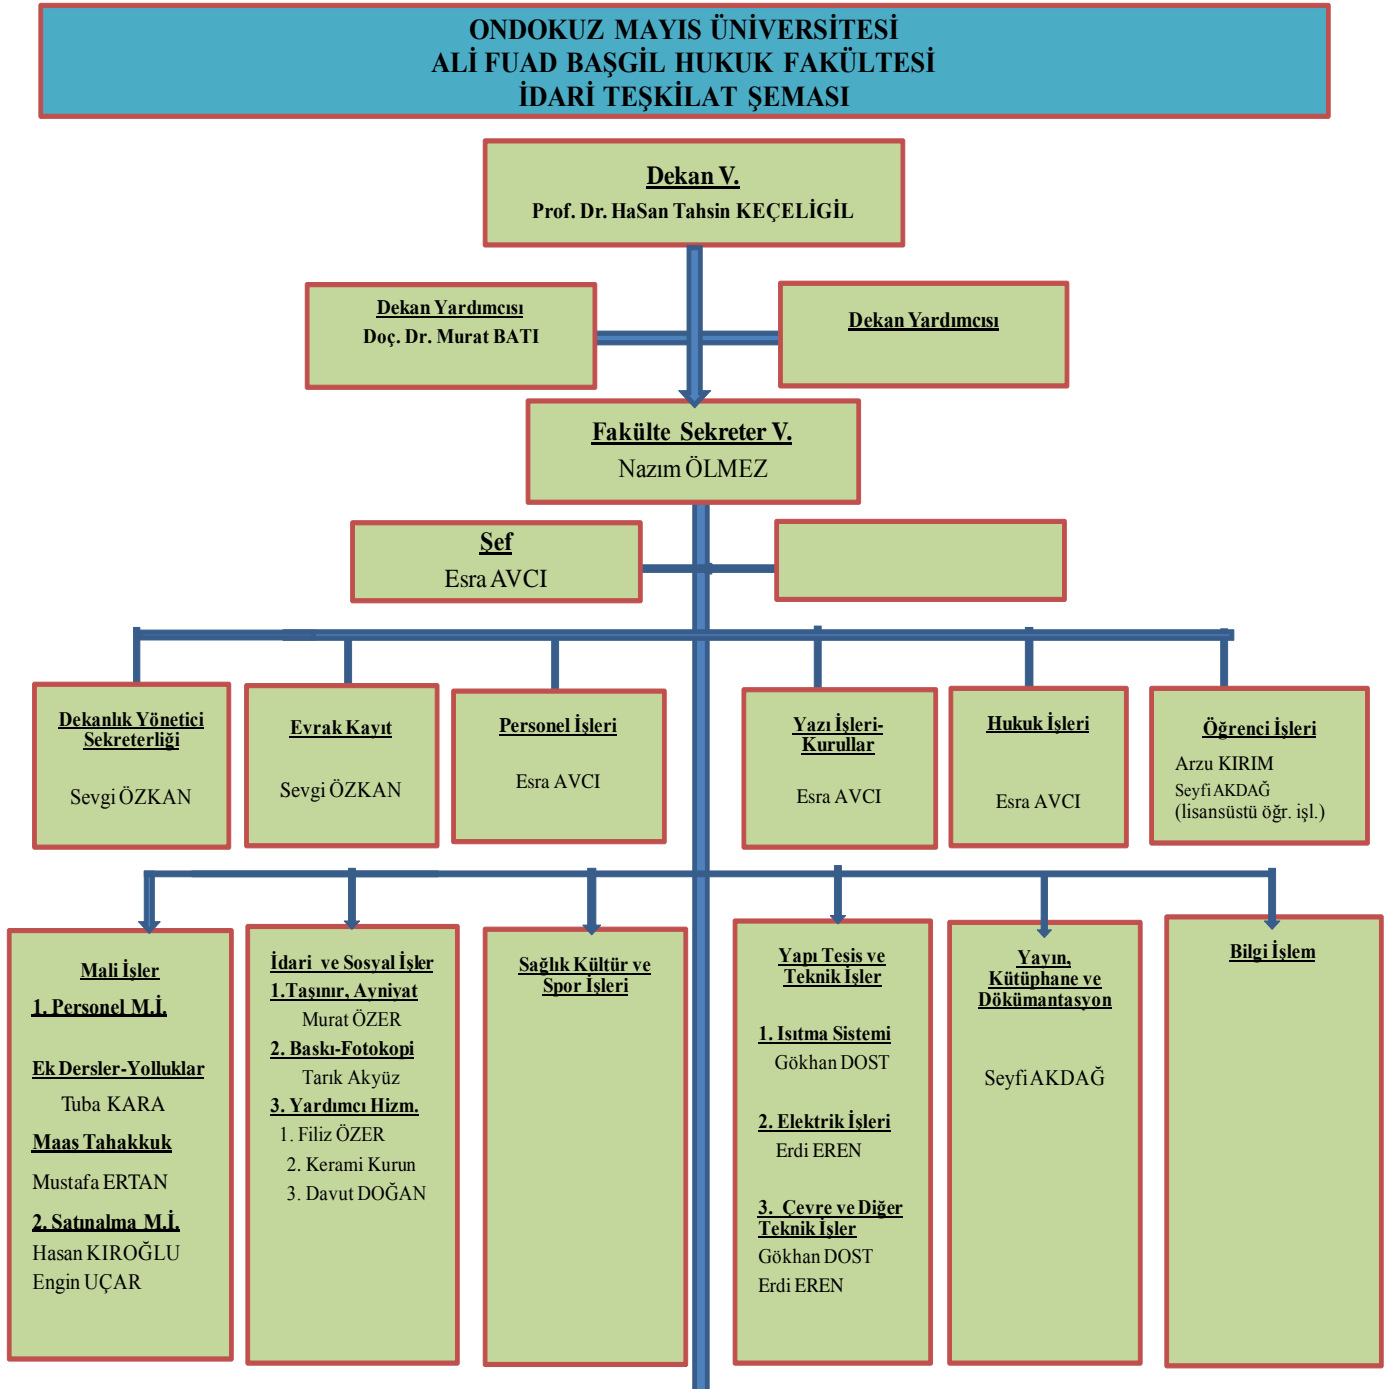 ONDOKUZ MAYIS ÜNİVERSİTESİ
ALİ FUAD BAŞGİL HUKUK FAKÜLTESİ
İDARİ TEŞKİLAT ŞEMASI
Dekan V.
Prof. Dr. HaSan Tahsin KEÇELİGİL
Dekan Yardımcısı
Doç. Dr. Murat BATI
Dekan Yardımcısı
Fakülte Sekreter V.
Nazım ÖLMEZ
Şef
Esra AVCI
Dekanlık Yönetici
Sekreterliği
Sevgi ÖZKAN
Evrak Kayıt
Sevgi ÖZKAN
Personel İşleri
Esra AVCI
Yazı İşleri-
Kurullar
Esra AVCI
Hukuk İşleri
Esra AVCI
Öğrenci İşleri
Arzu KIRIM
Seyfi AKDAĞ
(lisansüstü öğr. işl.)
Mali İşler
1. Personel M.İ.
Ek Dersler-Yolluklar
Tuba KARA
Maaş Tahakkuk
Mustafa ERTAN
2. Satınalma M.İ.
Hasan KIROĞLU
Engin UÇAR
İdari ve Sosyal İşler
1.Taşınır, Ayniyat
Murat ÖZER
2. Baskı-Fotokopi
Tarık Akyüz
3. Yardımcı Hizm.
1. Filiz ÖZER
2. Kerami Kurun
3. Davut DOĞAN
Sağlık Kültür ve
Spor İşleri
Yapı Tesis ve
Teknik İşler
1. Isıtma Sistemi
Gökhan DOST
2. Elektrik İşleri
Erdi EREN
3. Çevre ve Diğer
Teknik İşler
Gökhan DOST
Erdi EREN
Yayın,
Kütüphane ve
Dökümantasyon
Seyfi AKDAĞ
Bilgi İşlem